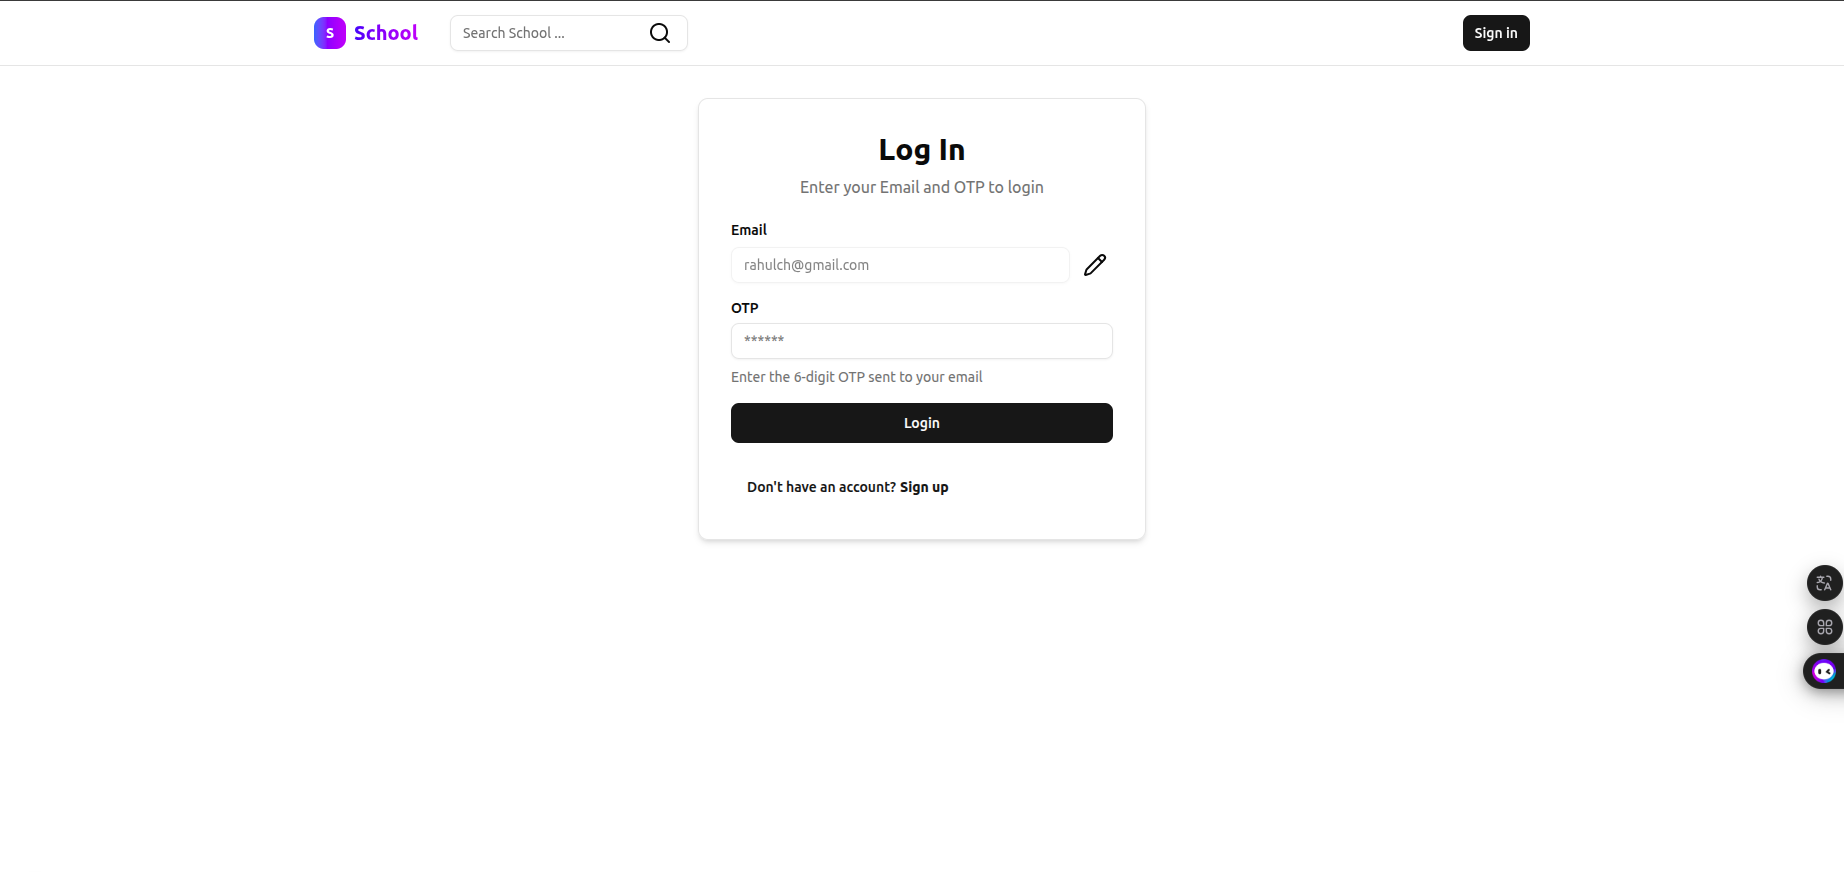 S School
Search School ...
Sign in
Log In
Enter your Email and OTP to login
Email
rahulch@gmail.com
OTP
******
Enter the 6-digit OTP sent to your email
Login
Don't have an account? Sign up